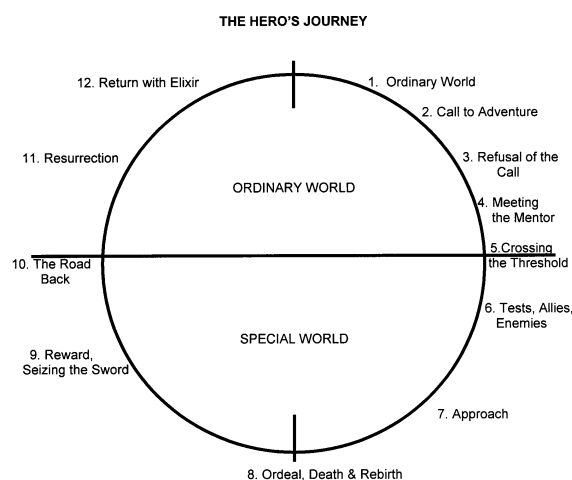 THE HERO'S JOURNEY
12. Return with Elixir
1. Ordinary World
2. Call to Adventure
11. Resurrection
3. Refusal of the
Call
ORDINARY WORLD
4. Meeting
the Mentor
5.Crossing
the Threshold
10. The Road
Back
6. Tests, Allies,
Enemies
SPECIAL WORLD
9. Reward,
Seizing the Sword
7. Approach
8. Ordeal, Death & Rebirth